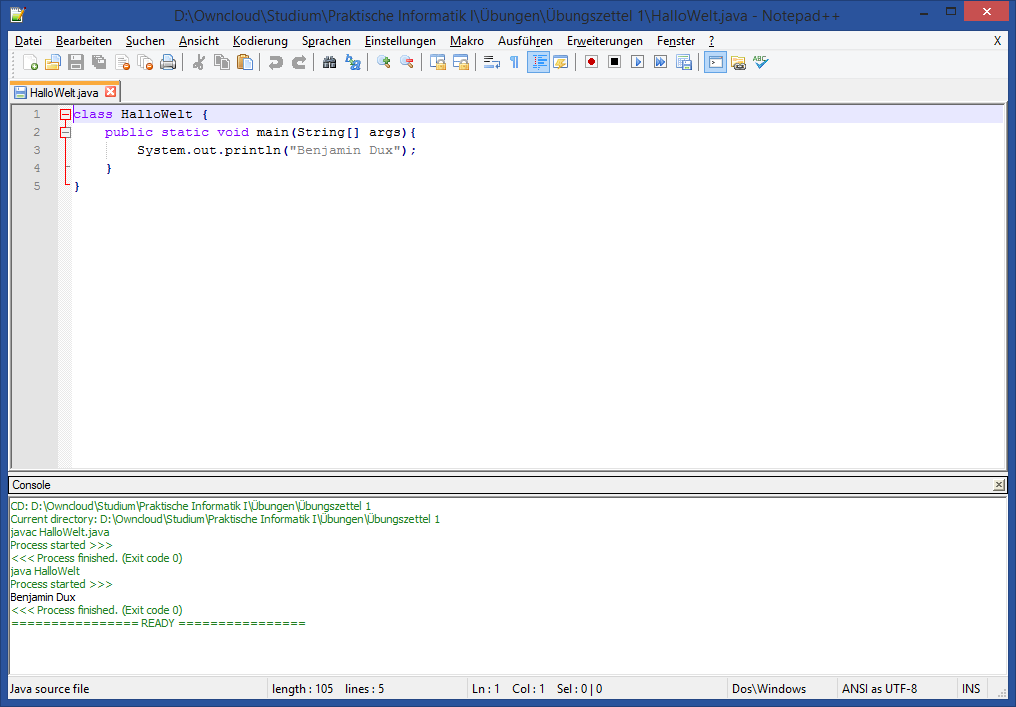 D:\Owncloud\Studium\Praktische Informatik I\Übungen\Übungszettel 1\HalloWelt.java - Notepad++
Datei Bearbeiten Suchen Ansicht Kodierung Sprachen Einstellungen Makro Ausführen Erweiterungen Fenster ? X
HalloWelt.java
1 class HalloWelt {
2 public static void main(String[] args){
3 System.out.println("Benjamin Dux");
4 }
5 }
Console
CD: D:\Owncloud\Studium\Praktische Informatik I\Übungen\Übungszettel 1
Current directory: D:\Owncloud\Studium\Praktische Informatik I\Übungen\Übungszettel 1
javac HalloWelt.java
Process started >>>
<<< Process finished. (Exit code 0)
java HalloWelt
Process started >>>
Benjamin Dux
<<< Process finished. (Exit code 0)
================ READY ================
Java source file length : 105 lines : 5 Ln : 1 Col : 1 Sel : 0 | 0 Dos\Windows ANSI as UTF-8 INS